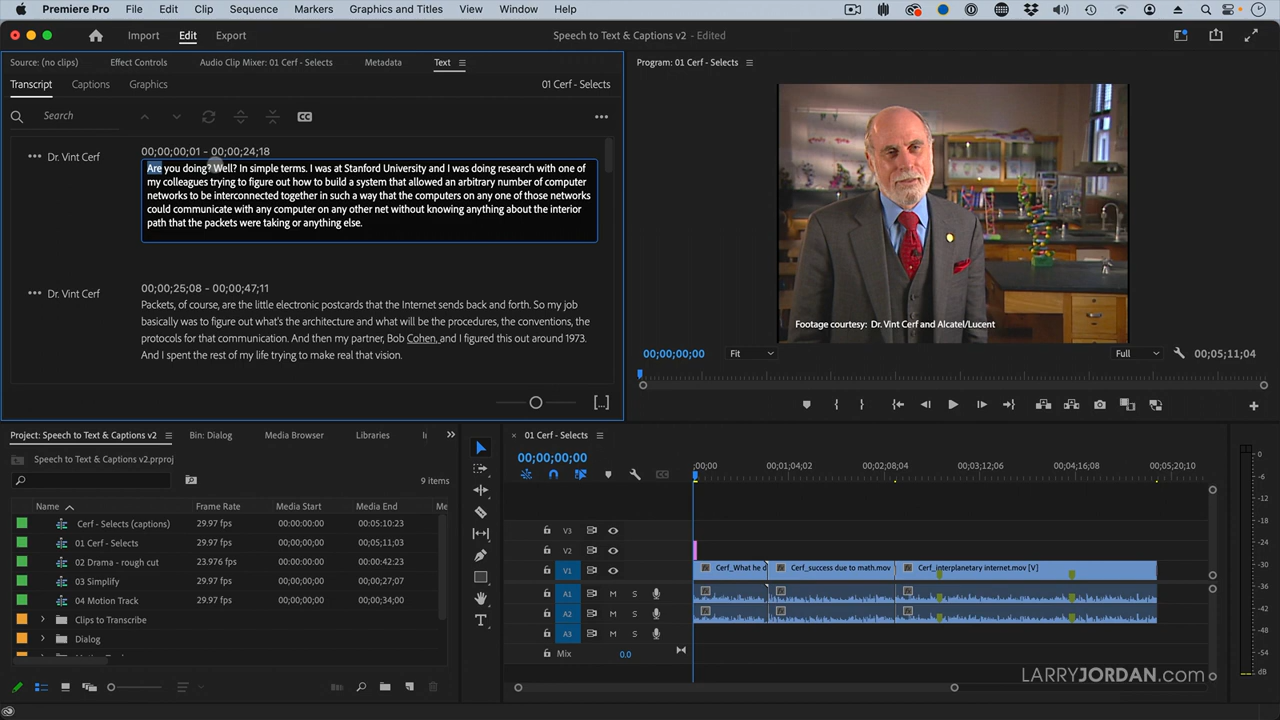 Premiere Pro File Edit Clip Sequence Markers Graphics and Titles View Window Help
Import Edit Export Speech to Text & Captions v2 - Edited
Source: (no clips) Effect Controls Audio Clip Mixer: 01 Cerf - Selects Metadata Text
Transcript Captions Graphics 01 Cerf - Selects
Search CC
Dr. Vint Cerf
00;00;00;01 - 00;00;24;18
Are you doing? Well? In simple terms. I was at Stanford University and I was doing research with one of
my colleagues trying to figure out how to build a system that allowed an arbitrary number of computer
networks to be interconnected together in such a way that the computers on any one of those networks
could communicate with any computer on any other net without knowing anything about the interior
path that the packets were taking or anything else.
Dr. Vint Cerf
00;00;25;08 - 00;00;47;11
Packets, of course, are the little electronic postcards that the Internet sends back and forth. So my job
basically was to figure out what's the architecture and what will be the procedures, the conventions, the
protocols for that communication. And then my partner, Bob Cohen, and I figured this out around 1973.
And I spent the rest of my life trying to make real that vision.
Program: 01 Cerf - Selects
Footage courtesy: Dr. Vint Cerf and Alcatel/Lucent
00;00;00;00 Fit Full 00;05;11;04
Project: Speech to Text & Captions v2 Bin: Dialog Media Browser Libraries
Speech to Text & Captions v2.prproj
9 items
Name Frame Rate Media Start Media End Me
Cerf - Selects (captions) 29.97 fps 00:00:00:00 00:05:10:23
01 Cerf - Selects 29.97 fps 00;00;00;00 00;05;11;03
02 Drama - rough cut 23.976 fps 00:00:00:00 00:00:42:23
03 Simplify 29.97 fps 00;00;00;00 00;00;27;07
04 Motion Track 29.97 fps 00;00;00;00 00;00;34;00
Clips to Transcribe
Dialog
01 Cerf - Selects
00;00;00;00
;00;00 00;01;04;02 00;02;08;04 00;03;12;06 00;04;16;08 00;05;20;10
V3
V2
V1 Cerf_What he d Cerf_success due to math.mov Cerf_interplanetary internet.mov [V]
A1 M S
A2 M S
A3 M S
Mix 0.0
0
-6
-12
-18
-24
-30
-36
-42
-52
dB
LARRYJORDAN.com